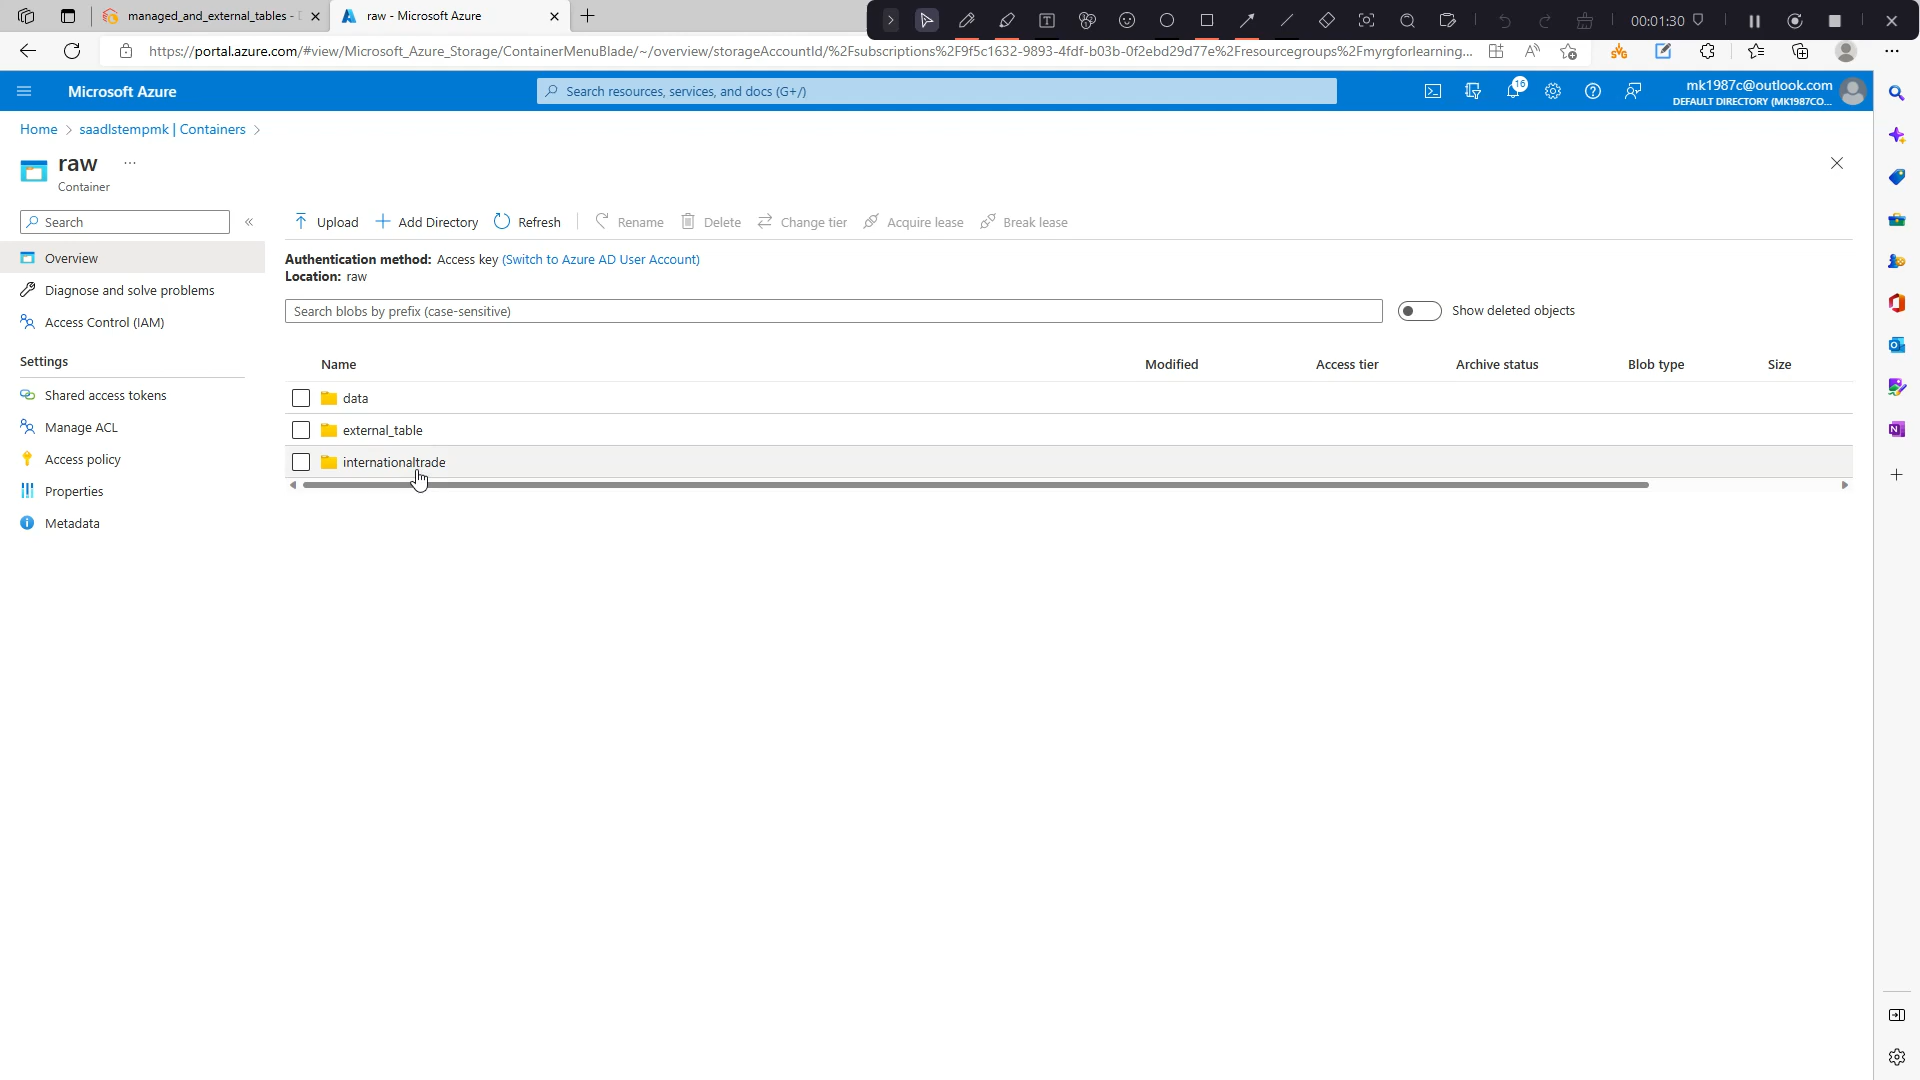 managed_and_external_tables -
raw - Microsoft Azure
00:01:30
https://portal.azure.com/#view/Microsoft_Azure_Storage/ContainerMenuBlade/~/overview/storageAccountId/%2Fsubscriptions%2F9f5c1632-9893-4fdf-b03b-0f2ebd29d77e%2Fresourcegroups%2Fmyrgforlearning...
Microsoft Azure
Search resources, services, and docs (G+/)
16
mk1987c@outlook.com
DEFAULT DIRECTORY (MK1987CO...
Home > saadlstempmk | Containers >
raw ...
Container
Search
«
Upload
Add Directory
Refresh
Rename
Delete
Change tier
Acquire lease
Break lease
Overview
Diagnose and solve problems
Access Control (IAM)
Settings
Shared access tokens
Manage ACL
Access policy
Properties
Metadata
Authentication method: Access key (Switch to Azure AD User Account)
Location: raw
Search blobs by prefix (case-sensitive)
Show deleted objects
Name Modified Access tier Archive status Blob type Size
data
external_table
internationaltrade